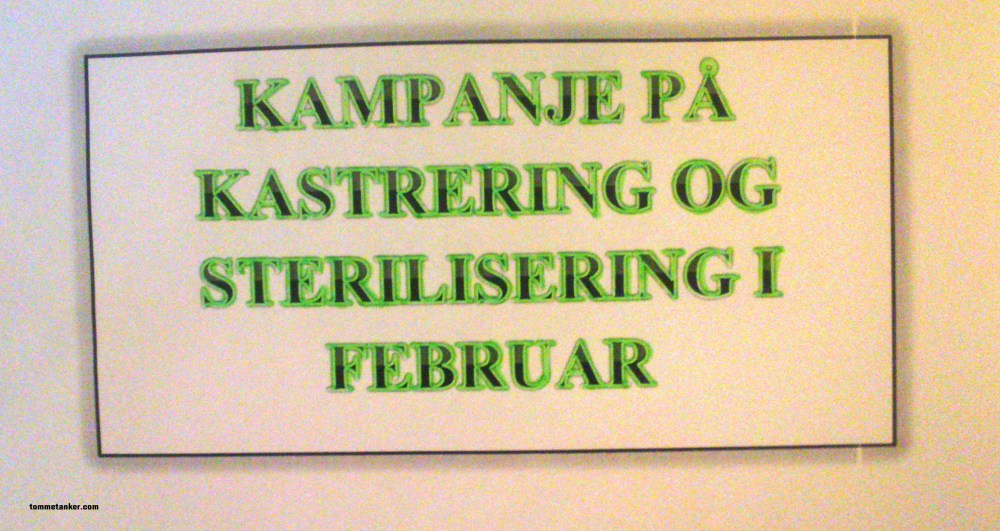 KAMPANJE PÅ
KASTRERING OG
STERILISERING I
FEBRUAR
tommetanker.com